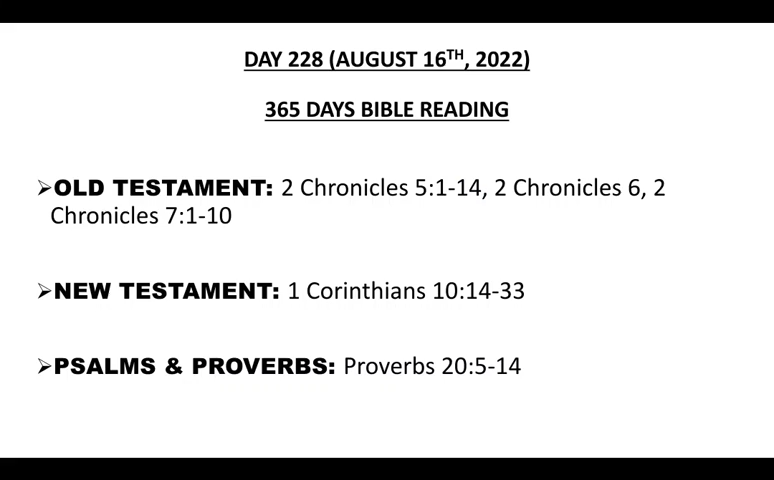 DAY 228 (AUGUST 16TH, 2022)
365 DAYS BIBLE READING
➢OLD TESTAMENT: 2 Chronicles 5:1-14, 2 Chronicles 6, 2
Chronicles 7:1-10
➢NEW TESTAMENT: 1 Corinthians 10:14-33
➢PSALMS & PROVERBS: Proverbs 20:5-14